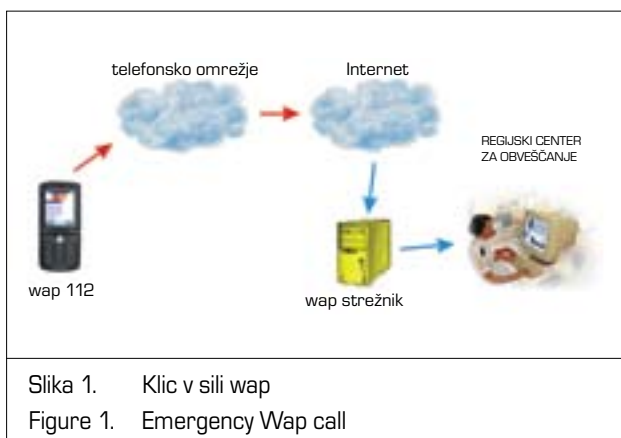 telefonsko omrežje
Internet
REGIJSKI CENTER
ZA OBVEŠČANJE
wap 112
wap strežnik
Slika 1. Klic v sili wap
Figure 1. Emergency Wap call